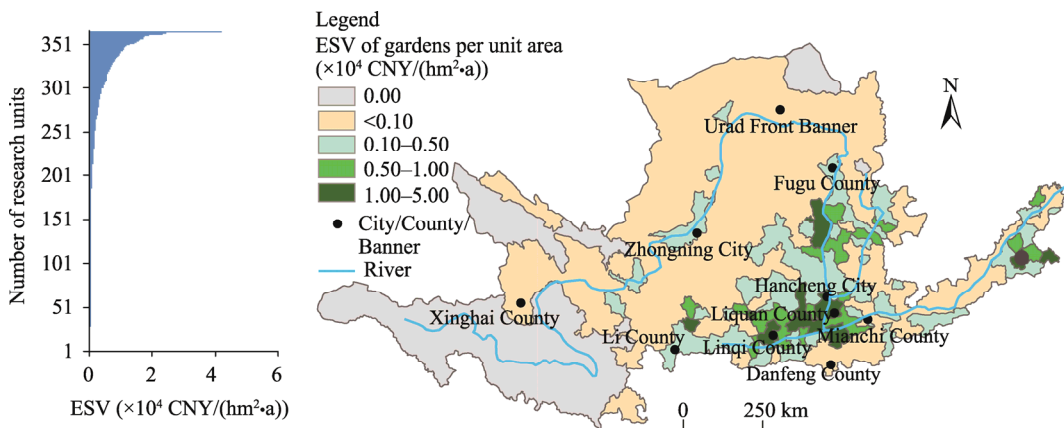 Number of research units
351
301
251
201
151
101
51
1
0
2
4
6
ESV (×10⁴ CNY/(hm²•a))
Legend
ESV of gardens per unit area
(×10⁴ CNY/(hm²•a))
0.00
<0.10
0.10–0.50
0.50–1.00
1.00–5.00
City/County/
Banner
River
N
Urad Front Banner
Fugu County
Zhongning City
Hancheng City
Xinghai County
Liquan County
Li County
Linqi County
Mianchi County
Danfeng County
0
250 km